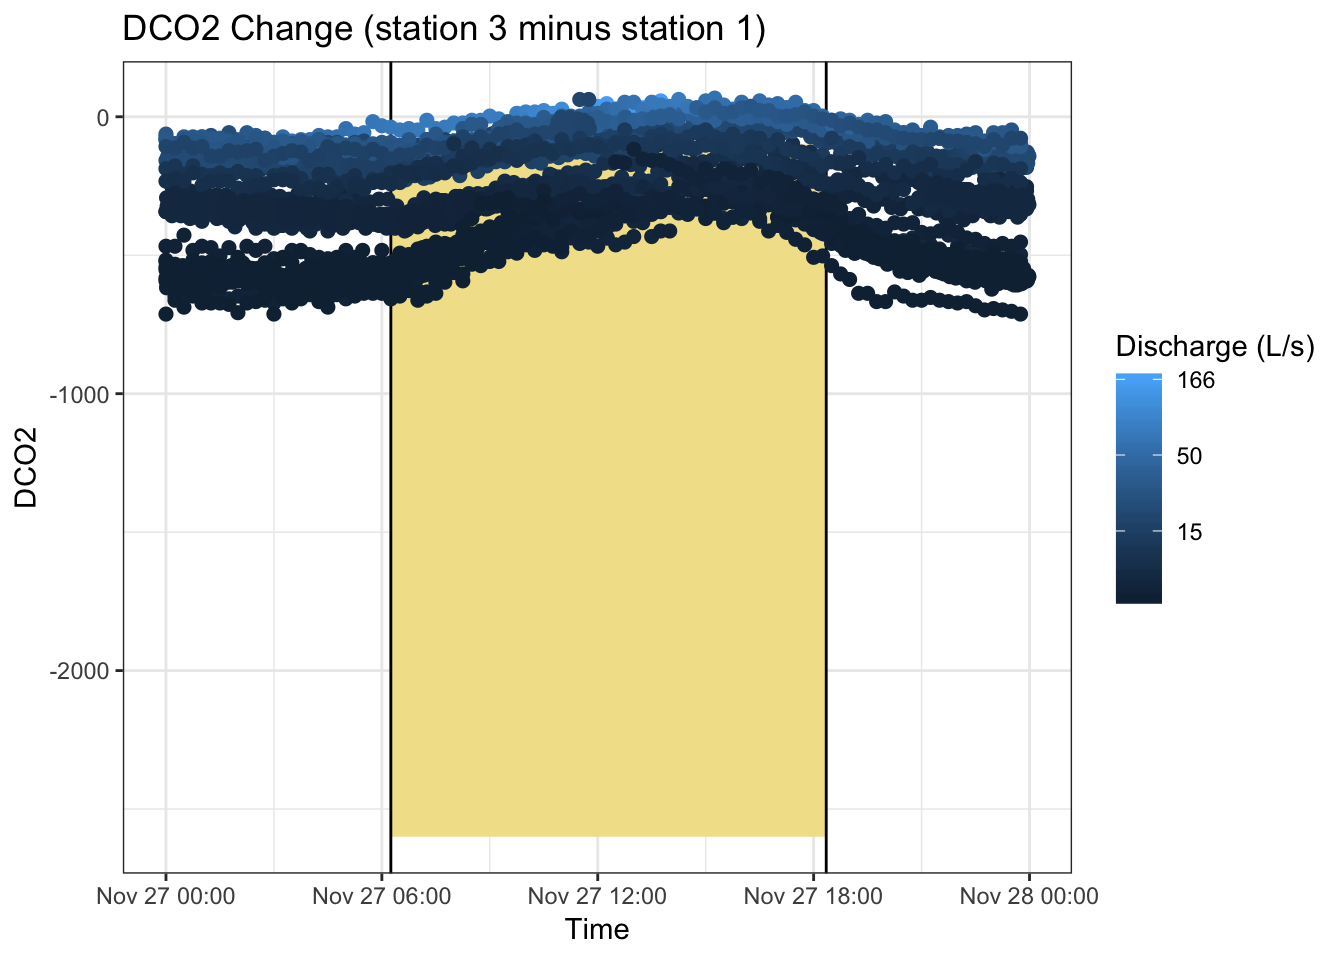 DCO2 Change (station 3 minus station 1)
0
-1000
-2000
DCO2
Nov 27 00:00
Nov 27 06:00
Nov 27 12:00
Nov 27 18:00
Nov 28 00:00
Time
Discharge (L/s)
166
50
15